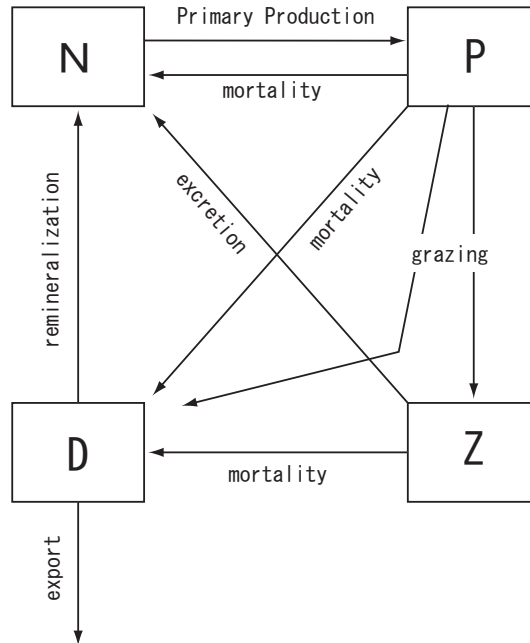 Primary Production
N
P
mortality
excretion
mortality
remineralization
grazing
D
Z
mortality
export